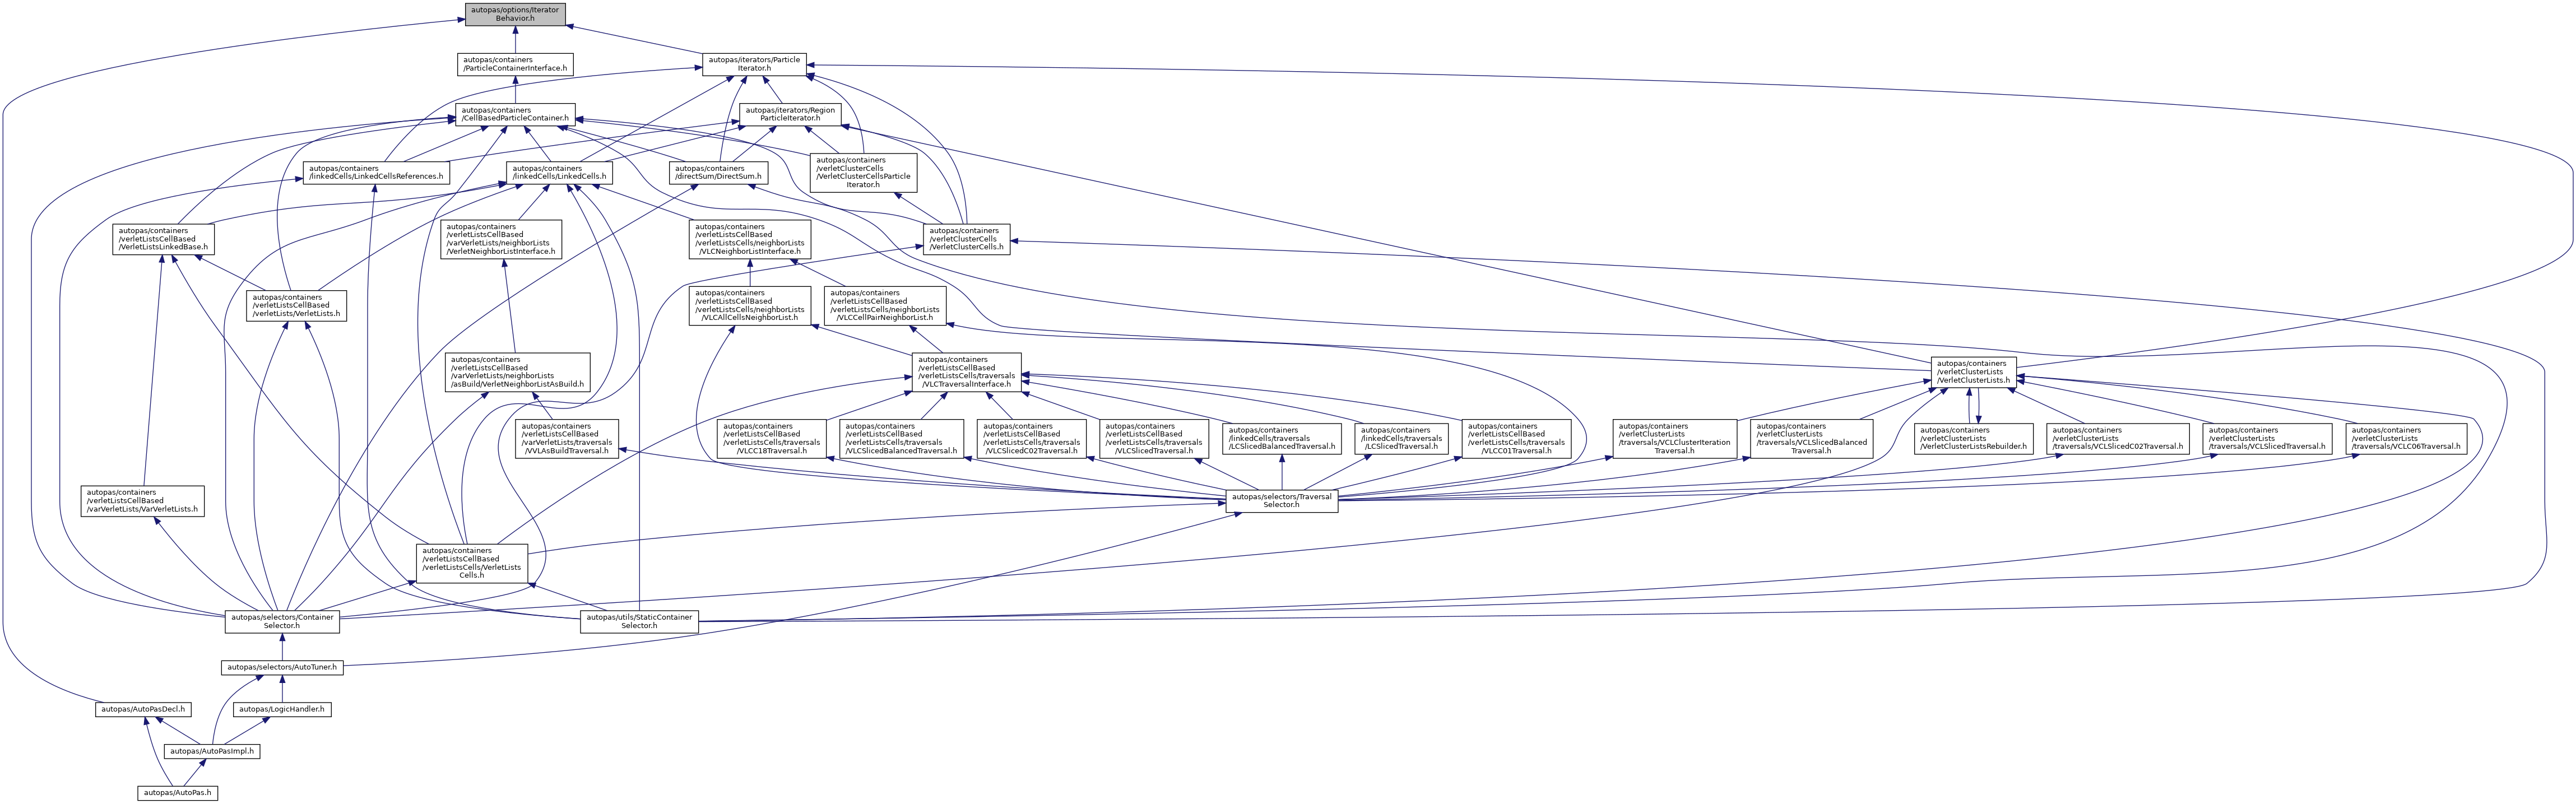 autopas/options/Iterator
Behavior.h
autopas/containers
/ParticleContainerInterface.h
autopas/iterators/Particle
Iterator.h
autopas/containers
/CellBasedParticleContainer.h
autopas/iterators/Region
ParticleIterator.h
autopas/containers
/linkedCells/LinkedCellsReferences.h
autopas/containers
/linkedCells/LinkedCells.h
autopas/containers
/directSum/DirectSum.h
autopas/containers
/verletClusterCells
/VerletClusterCellsParticle
Iterator.h
autopas/containers
/verletListsCellBased
/VerletListsLinkedBase.h
autopas/containers
/verletListsCellBased
/varVerletLists/neighborLists
/VerletNeighborListInterface.h
autopas/containers
/verletListsCellBased
/verletListsCells/neighborLists
/VLCNeighborListInterface.h
autopas/containers
/verletClusterCells
/VerletClusterCells.h
autopas/containers
/verletListsCellBased
/verletLists/VerletLists.h
autopas/containers
/verletListsCellBased
/verletListsCells/neighborLists
/VLCAllCellsNeighborList.h
autopas/containers
/verletListsCellBased
/verletListsCells/neighborLists
/VLCCellPairNeighborList.h
autopas/containers
/verletListsCellBased
/varVerletLists/neighborLists
/asBuild/VerletNeighborListAsBuild.h
autopas/containers
/verletListsCellBased
/verletListsCells/traversals
/VLCTraversalInterface.h
autopas/containers
/verletClusterLists
/VerletClusterLists.h
autopas/containers
/verletListsCellBased
/varVerletLists/traversals
/VVLAsBuildTraversal.h
autopas/containers
/verletListsCellBased
/verletListsCells/traversals
/VLCC18Traversal.h
autopas/containers
/verletListsCellBased
/verletListsCells/traversals
/VLCSlicedBalancedTraversal.h
autopas/containers
/verletListsCellBased
/verletListsCells/traversals
/VLCSlicedC02Traversal.h
autopas/containers
/verletListsCellBased
/verletListsCells/traversals
/VLCSlicedTraversal.h
autopas/containers
/linkedCells/traversals
/LCSlicedBalancedTraversal.h
autopas/containers
/linkedCells/traversals
/LCSlicedTraversal.h
autopas/containers
/verletListsCellBased
/verletListsCells/traversals
/VLCC01Traversal.h
autopas/containers
/verletClusterLists
/traversals/VCLClusterIteration
Traversal.h
autopas/containers
/verletClusterLists
/traversals/VCLSlicedBalanced
Traversal.h
autopas/containers
/verletClusterLists
/VerletClusterListsRebuilder.h
autopas/containers
/verletClusterLists
/traversals/VCLSlicedC02Traversal.h
autopas/containers
/verletClusterLists
/traversals/VCLSlicedTraversal.h
autopas/containers
/verletClusterLists
/traversals/VCLC06Traversal.h
autopas/containers
/verletListsCellBased
/varVerletLists/VarVerletLists.h
autopas/selectors/Traversal
Selector.h
autopas/containers
/verletListsCellBased
/verletListsCells/VerletLists
Cells.h
autopas/selectors/Container
Selector.h
autopas/utils/StaticContainer
Selector.h
autopas/selectors/AutoTuner.h
autopas/AutoPasDecl.h
autopas/LogicHandler.h
autopas/AutoPasImpl.h
autopas/AutoPas.h